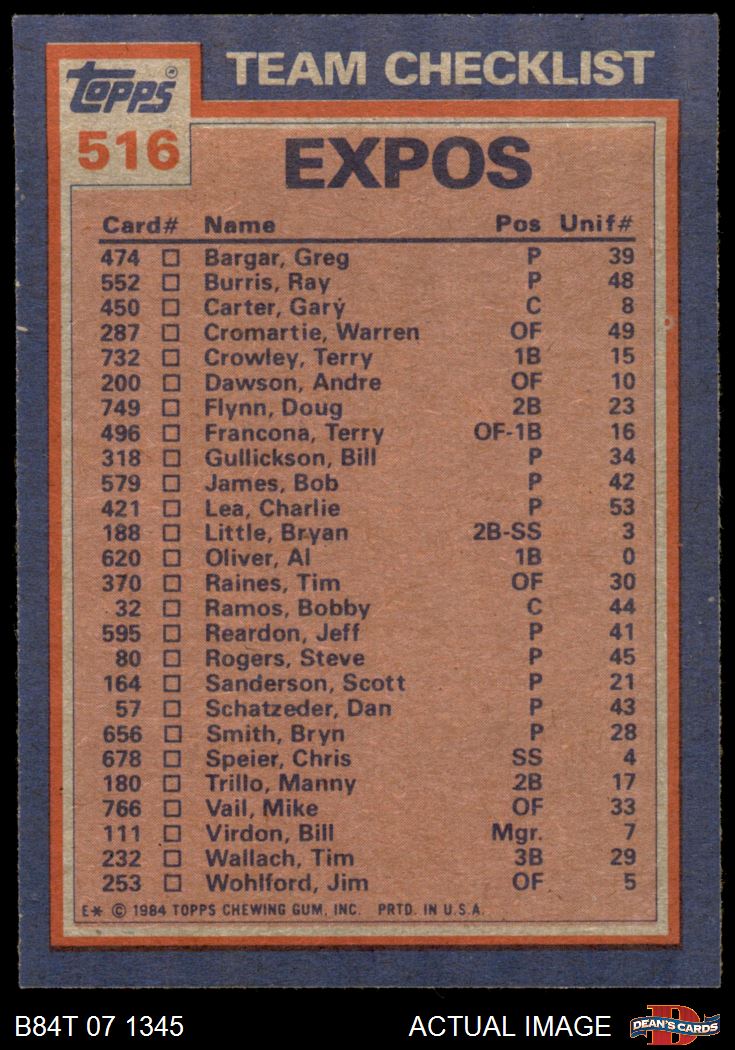 TOPPS®
TEAM CHECKLIST
516
EXPOS
Card# Name Pos Unif#
474 Bargar, Greg P 39
552 Burris, Ray P 48
450 Carter, Gary C 8
287 Cromartie, Warren OF 49
732 Crowley, Terry 1B 15
200 Dawson, Andre OF 10
749 Flynn, Doug 2B 23
496 Francona, Terry OF-1B 16
318 Gullickson, Bill P 34
579 James, Bob P 42
421 Lea, Charlie P 53
188 Little, Bryan 2B-SS 3
620 Oliver, Al 1B 0
370 Raines, Tim OF 30
32 Ramos, Bobby C 44
595 Reardon, Jeff P 41
80 Rogers, Steve P 45
164 Sanderson, Scott P 21
57 Schatzeder, Dan P 43
656 Smith, Bryn P 28
678 Speier, Chris SS 4
180 Trillo, Manny 2B 17
766 Vail, Mike OF 33
111 Virdon, Bill Mgr. 7
232 Wallach, Tim 3B 29
253 Wohlford, Jim OF 5
E* © 1984 TOPPS CHEWING GUM, INC. PRTD. IN U.S.A.
B84T 07 1345 ACTUAL IMAGE DEAN'S CARDS